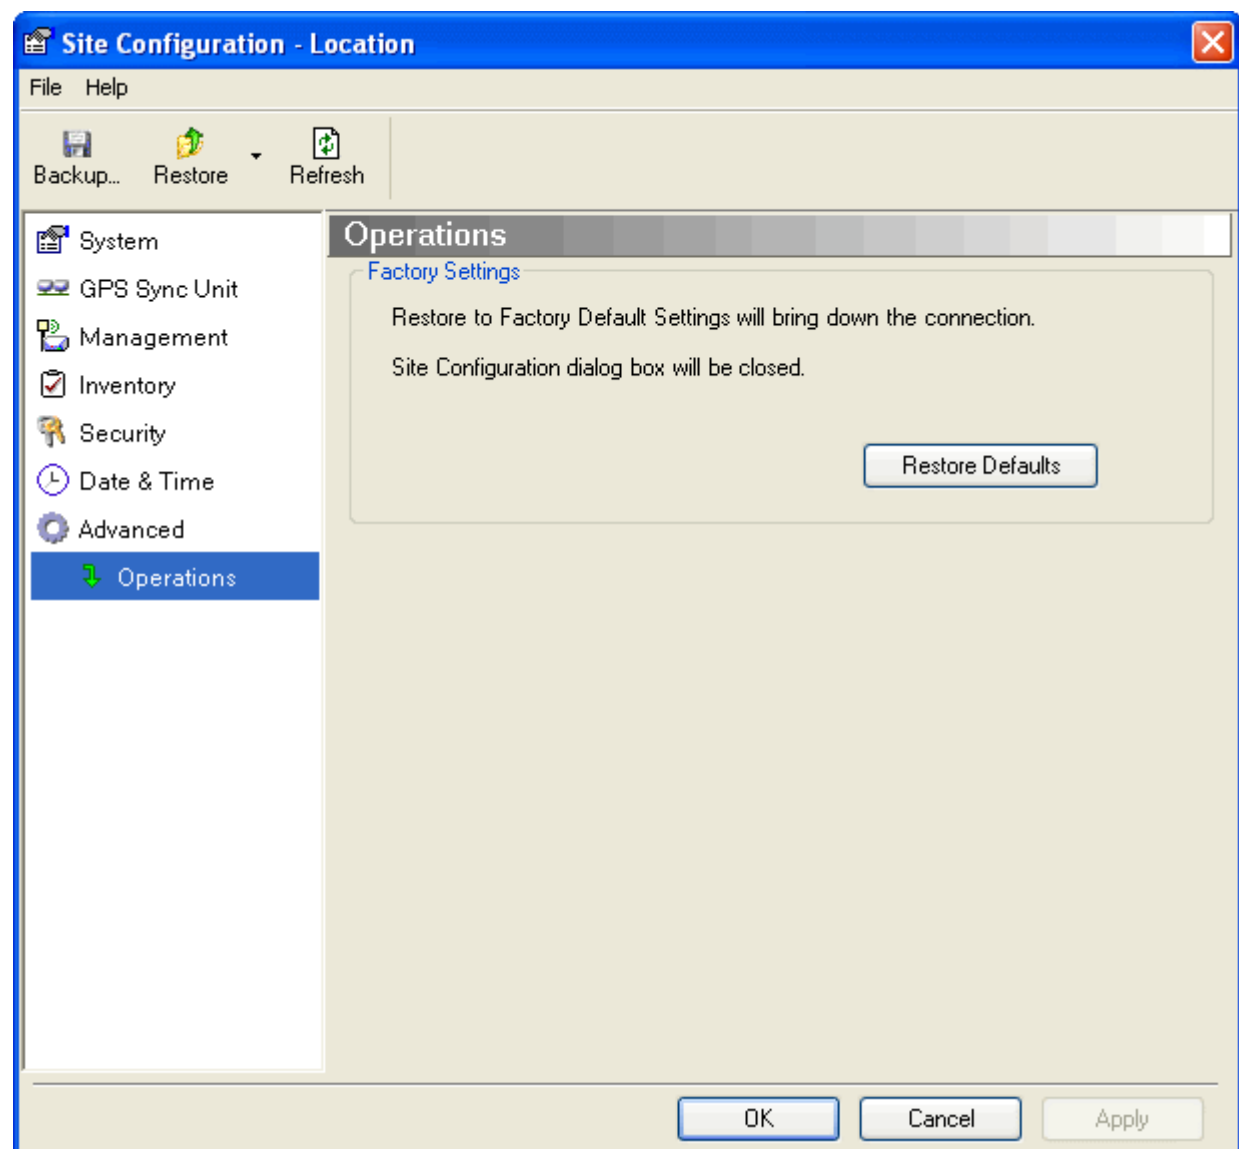 Site Configuration - Location
File Help
Backup... Restore Refresh
System
GPS Sync Unit
Management
Inventory
Security
Date & Time
Advanced
Operations
Operations
Factory Settings
Restore to Factory Default Settings will bring down the connection.
Site Configuration dialog box will be closed.
Restore Defaults
OK Cancel Apply